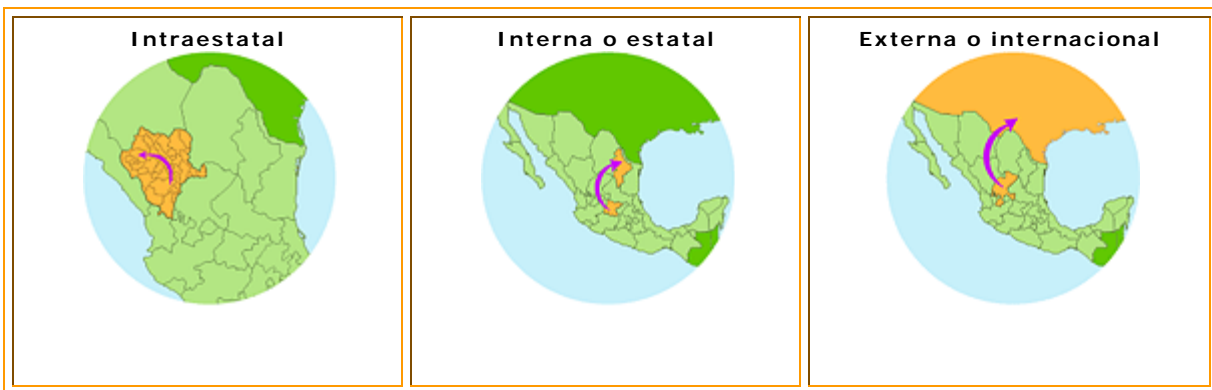 Intraestatal
Interna o estatal
Externa o internacional